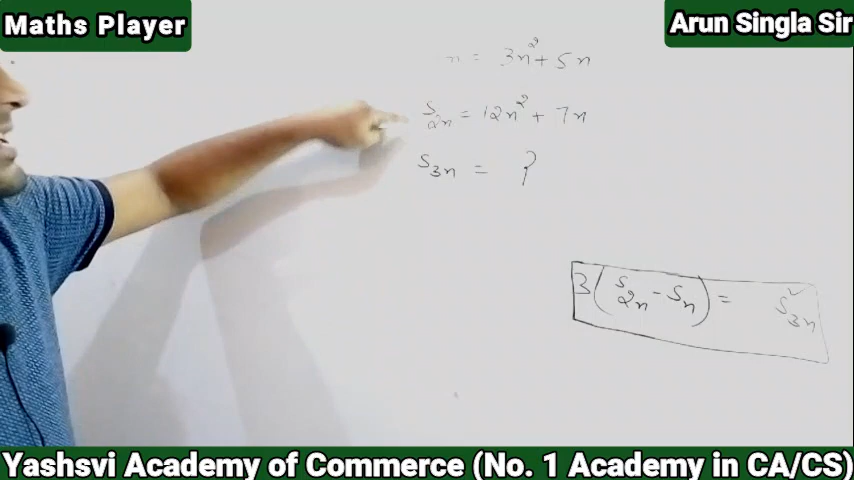 Maths Player
Arun Singla Sir
n = 3n² + 5n
S₂ₙ = 12n² + 7n
S₃ₙ = ?
3(S₂ₙ - Sₙ) = S₃ₙ
Yashsvi Academy of Commerce (No. 1 Academy in CA/CS)